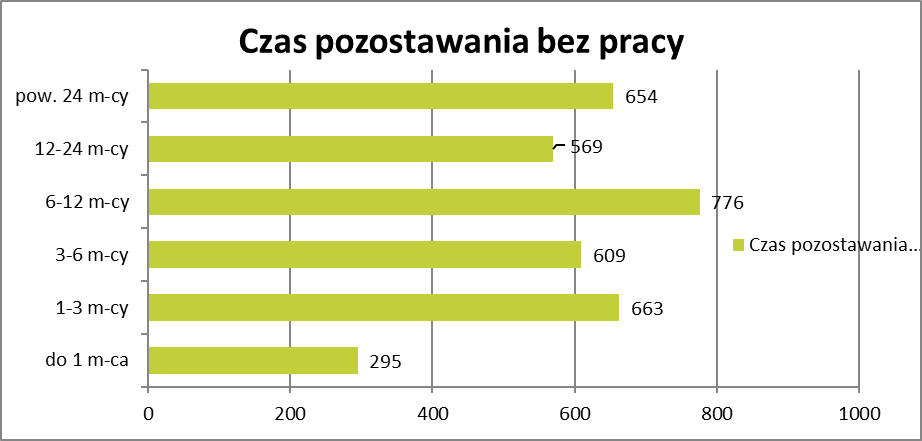 Czas pozostawania bez pracy
pow. 24 m-cy
654
12-24 m-cy
569
6-12 m-cy
776
3-6 m-cy
609
Czas pozostawania...
1-3 m-cy
663
do 1 m-ca
295
0 200 400 600 800 1000